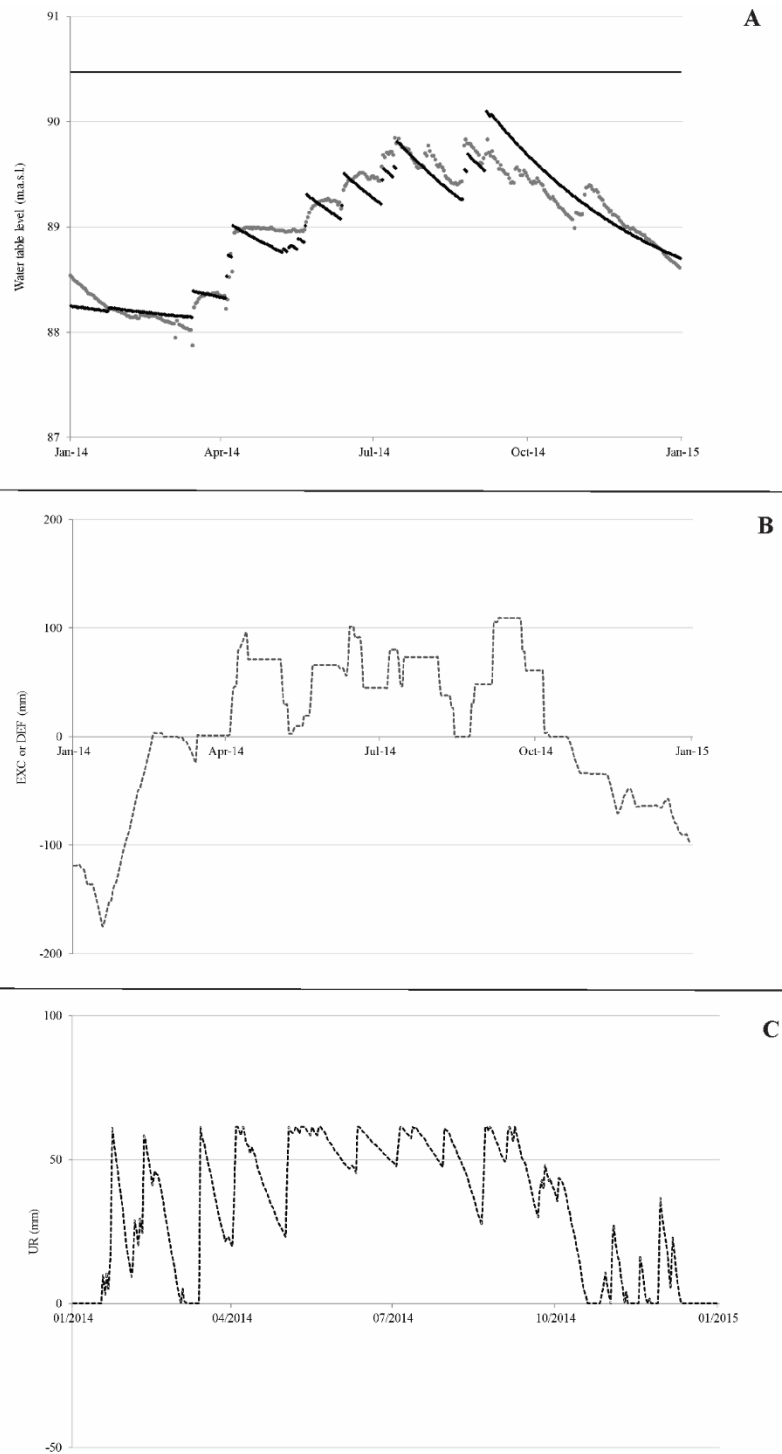 A
91
90
89
88
87
Water table level (m.a.s.l.)
Jan-14 Apr-14 Jul-14 Oct-14 Jan-15
B
200
100
0
-100
-200
EXC or DEF (mm)
Jan-14 Apr-14 Jul-14 Oct-14 Jan-15
C
100
50
0
-50
UR (mm)
01/2014 04/2014 07/2014 10/2014 01/2015